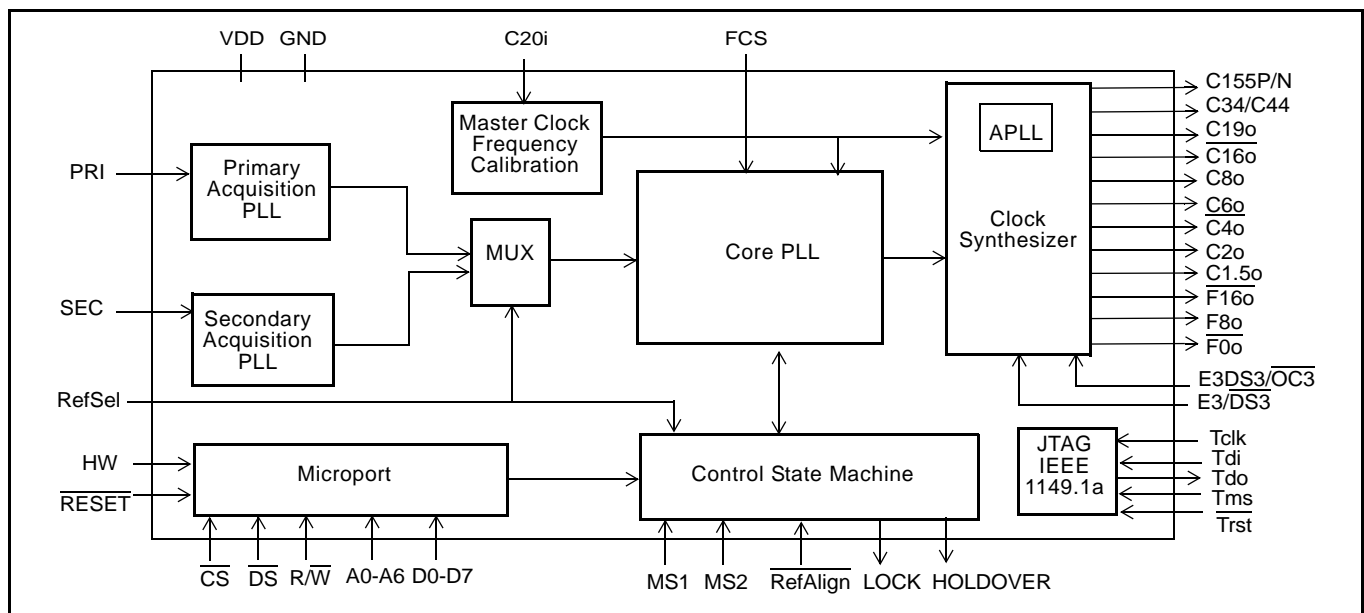 VDD GND C20i FCS
C155P/N
C34/C44
Master Clock
Frequency
Calibration
APLL
C19o
C16o
PRI
Primary
Acquisition
PLL
C8o
C6o
MUX
Core PLL
Clock
Synthesizer
C4o
C2o
C1.5o
SEC
Secondary
Acquisition
PLL
F16o
F8o
F0o
E3DS3/OC3
RefSel
E3/DS3
HW
Microport
Control State Machine
JTAG
IEEE
1149.1a
Tclk
Tdi
Tdo
Tms
Trst
RESET
CS DS R/W A0-A6 D0-D7 MS1 MS2 RefAlign LOCK HOLDOVER